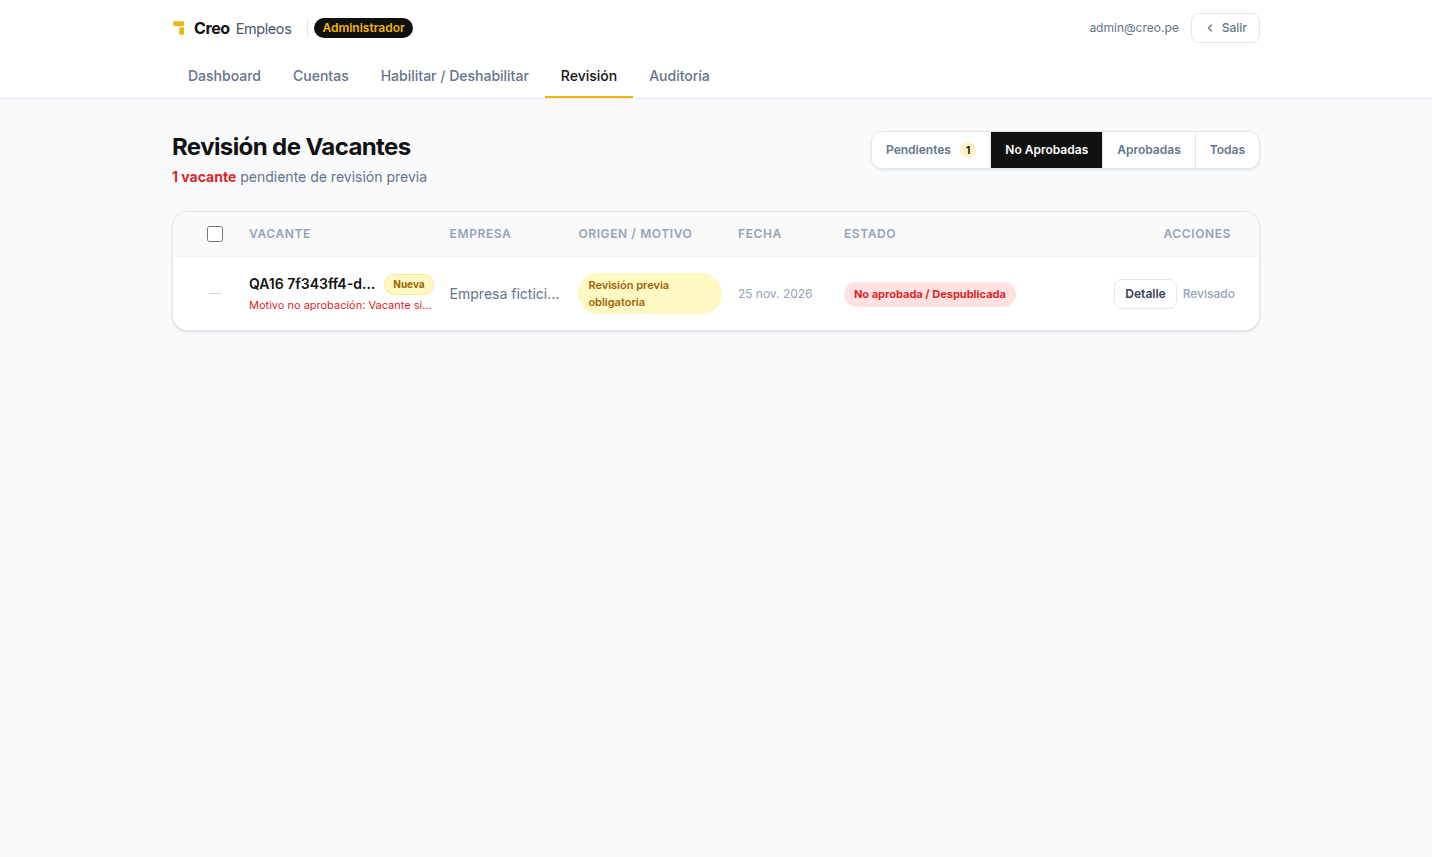 Creo Empleos Administrador admin@creo.pe Salir
Dashboard Cuentas Habilitar / Deshabilitar Revisión Auditoría
Revisión de Vacantes
1 vacante pendiente de revisión previa
Pendientes 1 No Aprobadas Aprobadas Todas
VACANTE EMPRESA ORIGEN / MOTIVO FECHA ESTADO ACCIONES
— QA16 7f343ff4-d... Nueva
Motivo no aprobación: Vacante si...
Empresa fictici...
Revisión previa
obligatoria
25 nov. 2026
No aprobada / Despublicada
Detalle Revisado